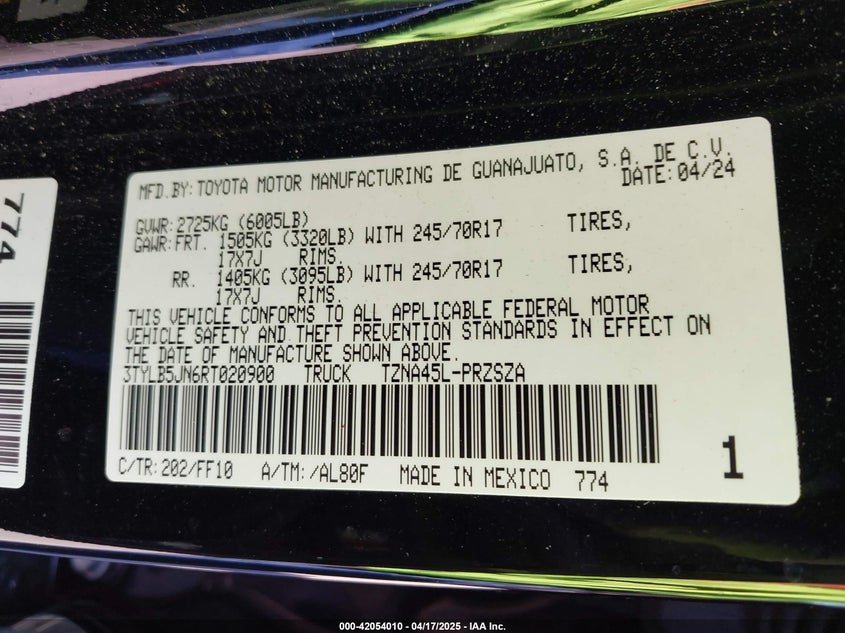 MFD.BY:TOYOTA MOTOR MANUFACTURING DE GUANAJUATO, S.A. DE C.V.
DATE:04/24
GVWR:2725KG (6005LB)
GAWR:FRT. 1505KG (3320LB) WITH 245/70R17 TIRES,
17X7J RIMS.
RR. 1405KG (3095LB) WITH 245/70R17 TIRES,
17X7J RIMS.
THIS VEHICLE CONFORMS TO ALL APPLICABLE FEDERAL MOTOR
VEHICLE SAFETY AND THEFT PREVENTION STANDARDS IN EFFECT ON
THE DATE OF MANUFACTURE SHOWN ABOVE.
3TYLB5JN6RT020900 TRUCK TZNA45L-PRZSZA
C/TR:202/FF10 A/TM:/AL80F MADE IN MEXICO 774
1
774
000-42054010 - 04/17/2025 - IAA Inc.